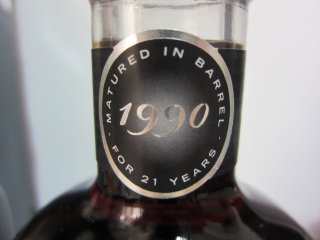 · MATURED IN BARREL ·
1990
FOR 21 YEARS